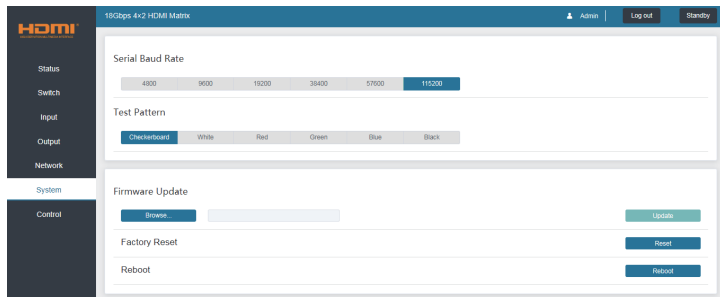 HDMI
18Gbps 4×2 HDMI Matrix
Admin
Log out
Standby
Status
Switch
Input
Output
Network
System
Control
Serial Baud Rate
4800 9600 19200 38400 57600 115200
Test Pattern
Checkerboard White Red Green Blue Black
Firmware Update
Browse... Update
Factory Reset Reset
Reboot Reboot